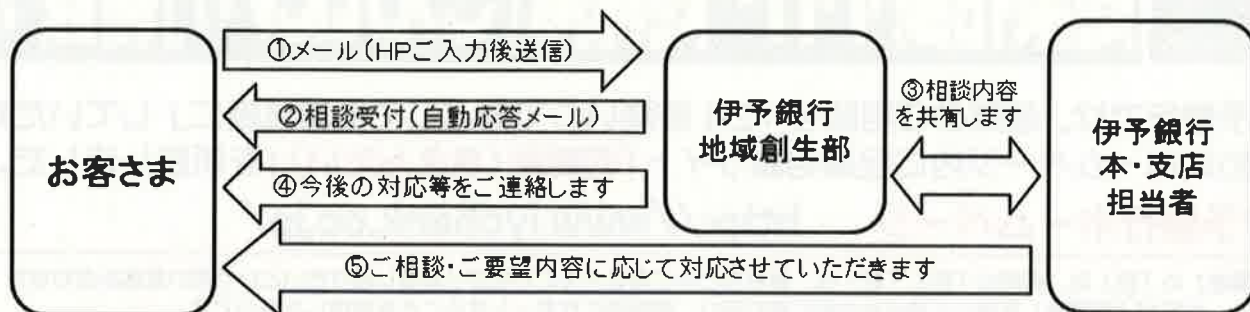 ①メール(HPご入力後送信)
②相談受付(自動応答メール)
お客さま
④今後の対応等をご連絡します
伊予銀行
地域創生部
③相談内容
を共有します
伊予銀行
本・支店
担当者
⑤ご相談・ご要望内容に応じて対応させていただきます